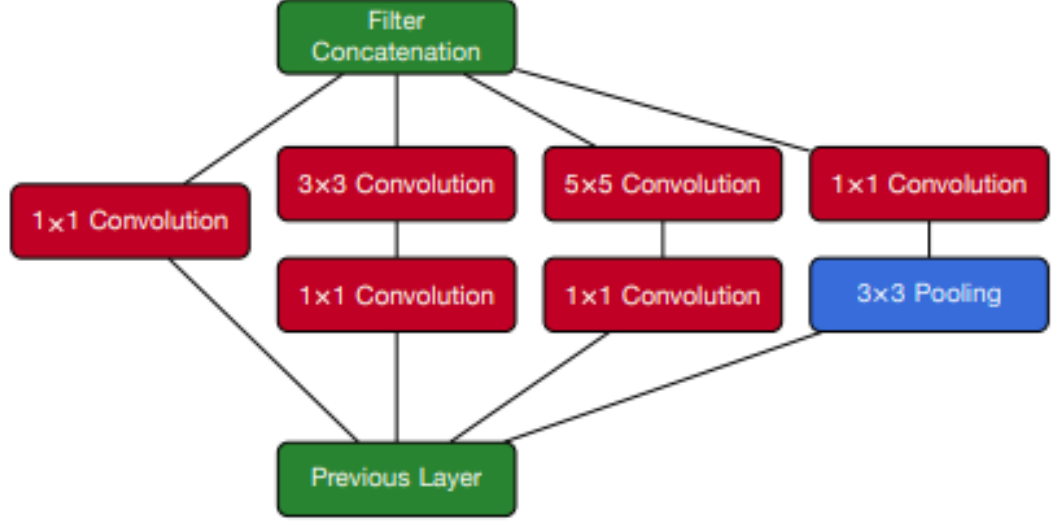 Filter
Concatenation
3×3 Convolution
5×5 Convolution
1×1 Convolution
1×1 Convolution
1×1 Convolution
1×1 Convolution
3×3 Pooling
Previous Layer